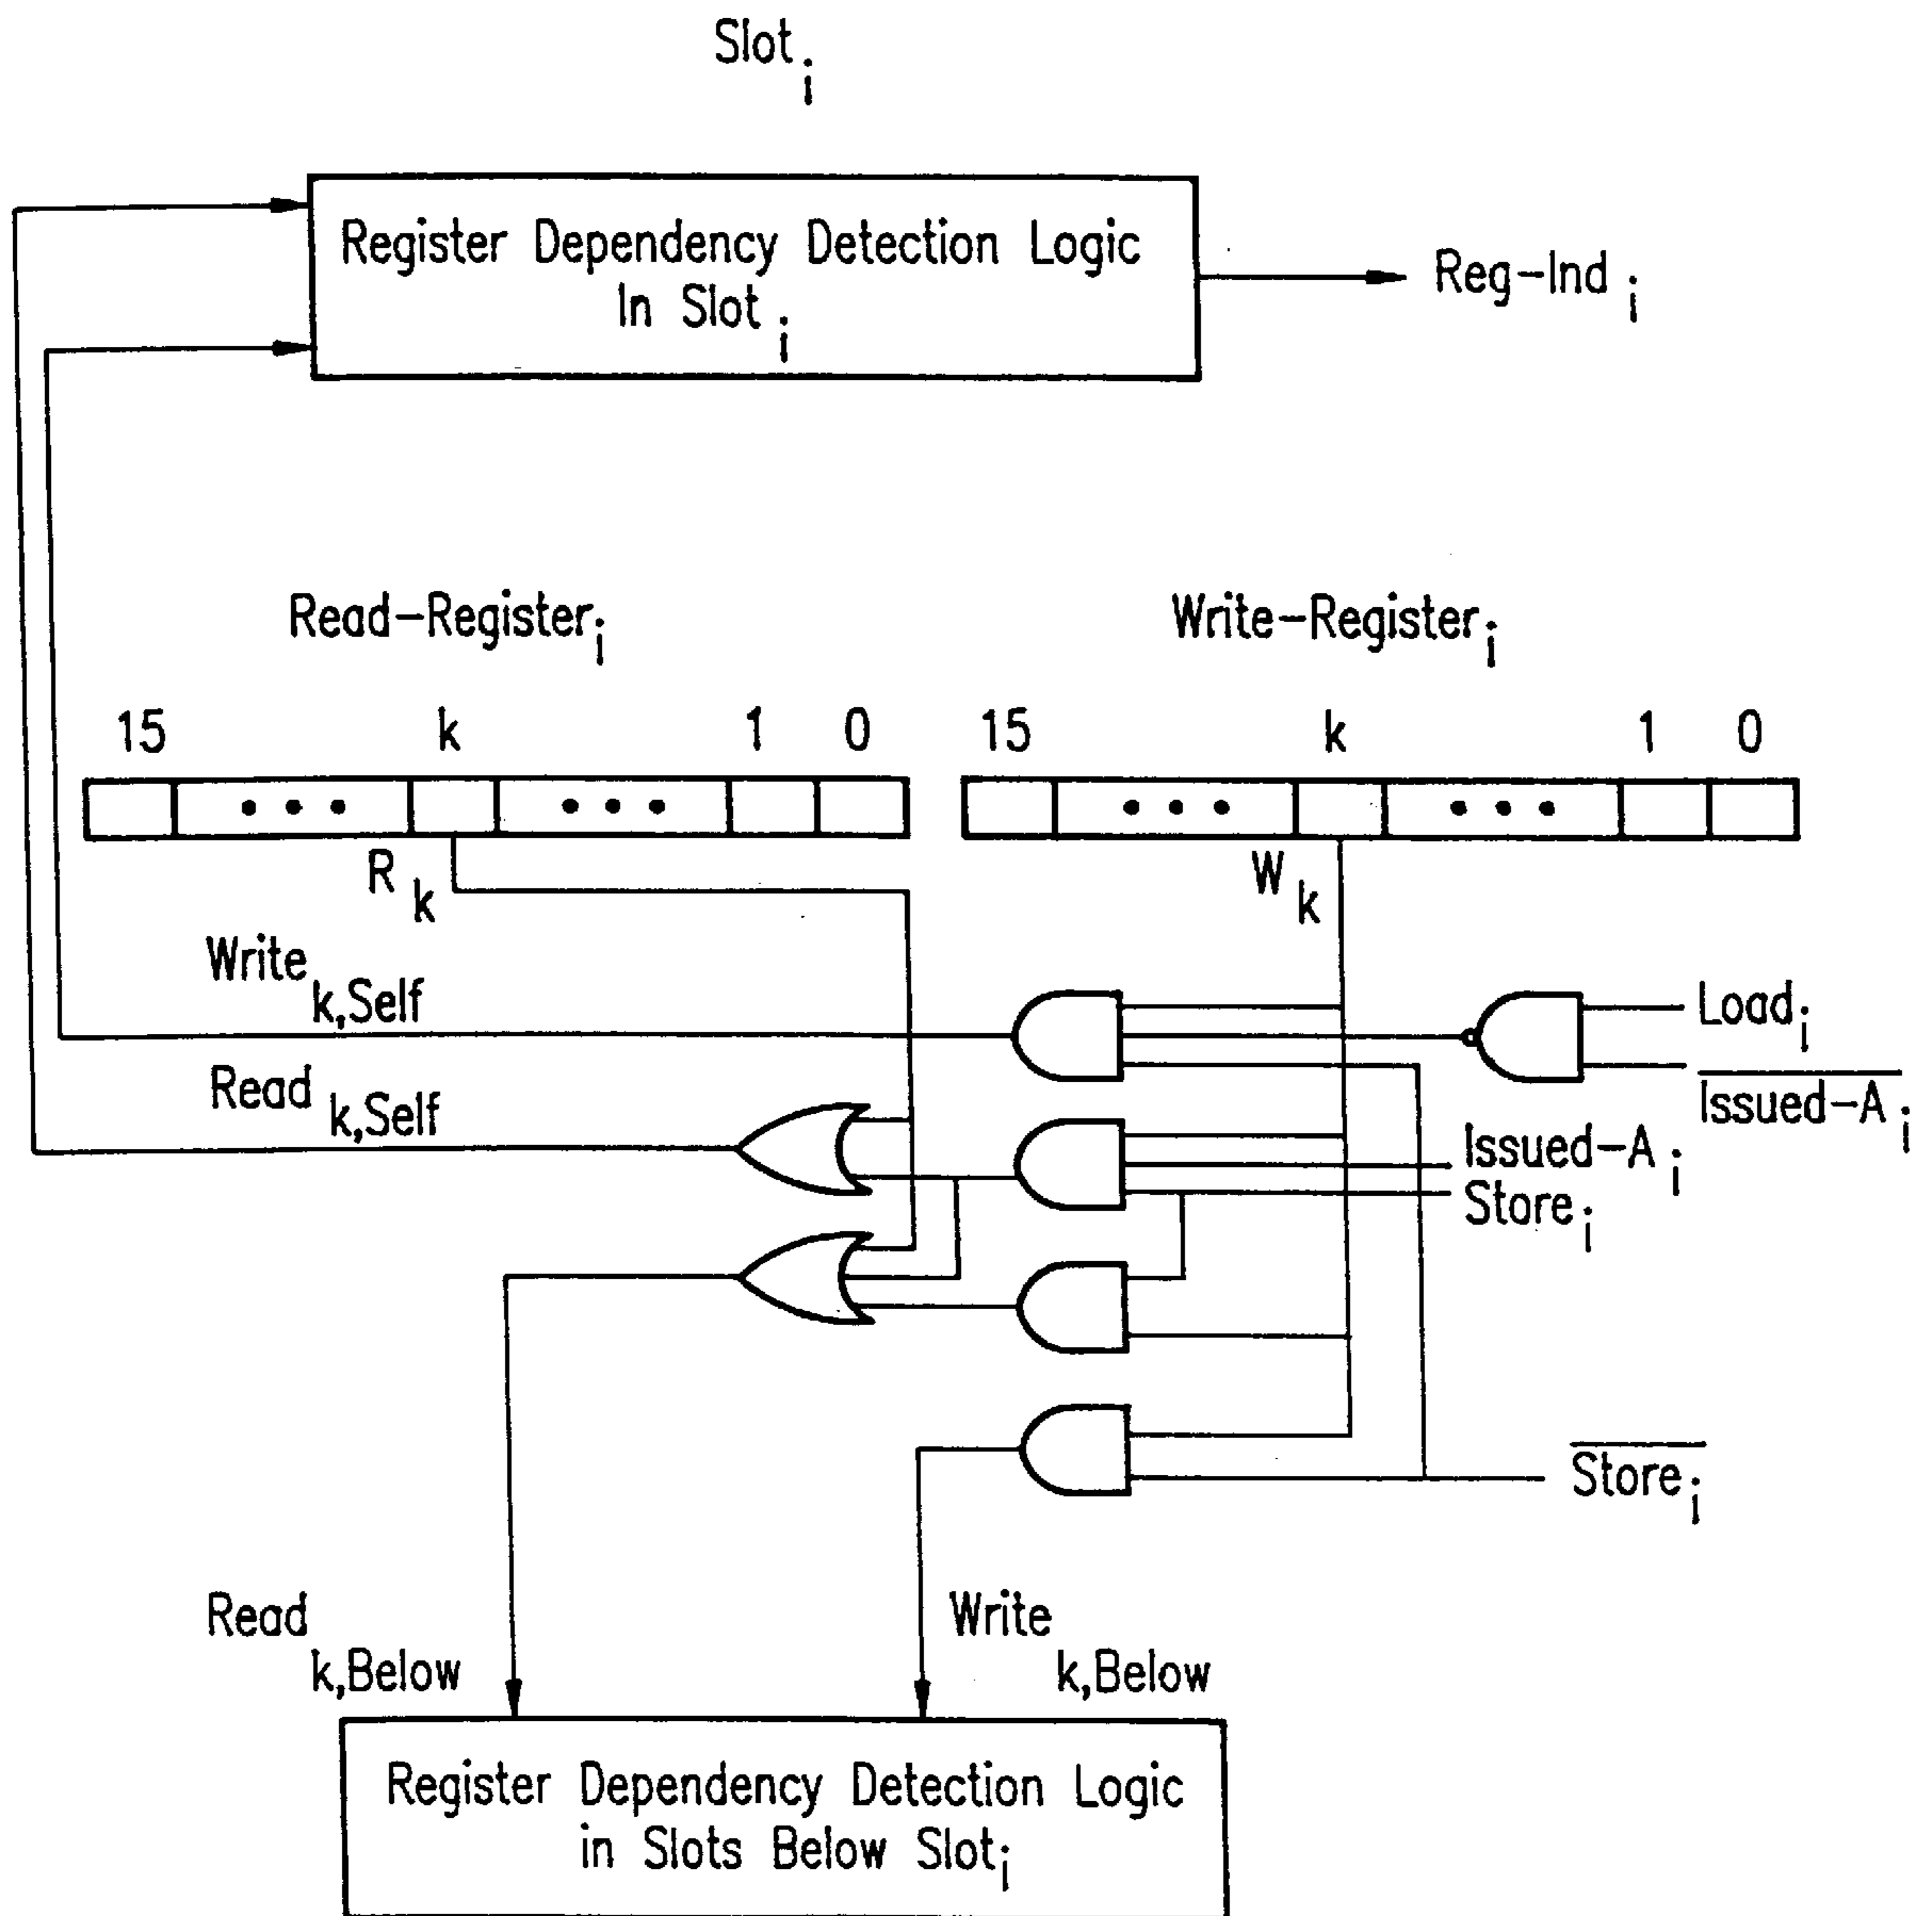 Slot i
Register Dependency Detection Logic
In Slot i
Reg-Ind i
Read-Register i
Write-Register i
15 k 1 0
15 k 1 0
R k
W k
Write k,Self
Load i
Read k,Self
Issued-A i
Issued-A i
Store i
Store i
Read k,Below
Write k,Below
Register Dependency Detection Logic
in Slots Below Slot i